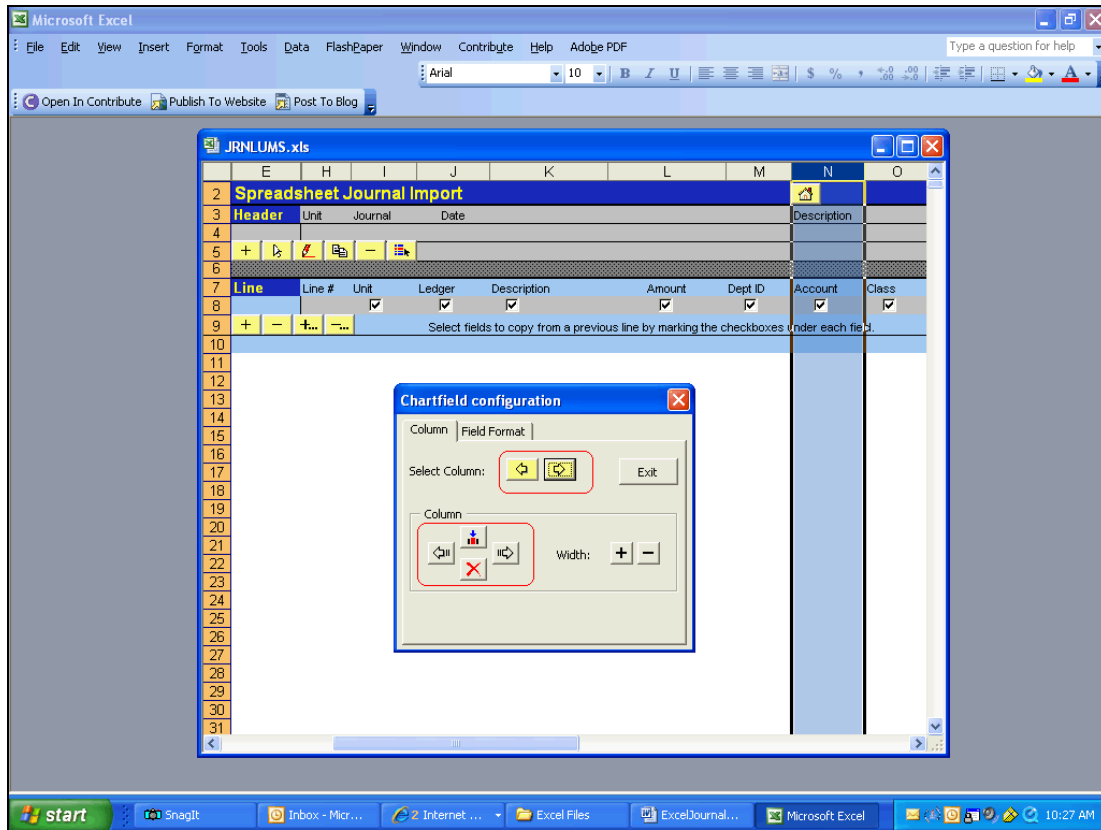 Microsoft Excel
File Edit View Insert Format Tools Data FlashPaper Window Contribute Help Adobe PDF Type a question for help
Arial 10 B I U $ % , .00 .00
Open In Contribute Publish To Website Post To Blog
JRNLUMS.xls
E H I J K L M N O
2 Spreadsheet Journal Import
3 Header Unit Journal Date Description
4
5
6
7 Line Line # Unit Ledger Description Amount Dept ID Account Class
8
9 + − +... −... Select fields to copy from a previous line by marking the checkboxes under each field.
10
11
12
13
14
15
16
17
18
19
20
21
22
23
24
25
26
27
28
29
30
31
Chartfield configuration
Column Field Format
Select Column: Exit
Column
Width: + −
start SnagIt Inbox - Micr... 2 Internet ... Excel Files ExcelJournal... Microsoft Excel 10:27 AM